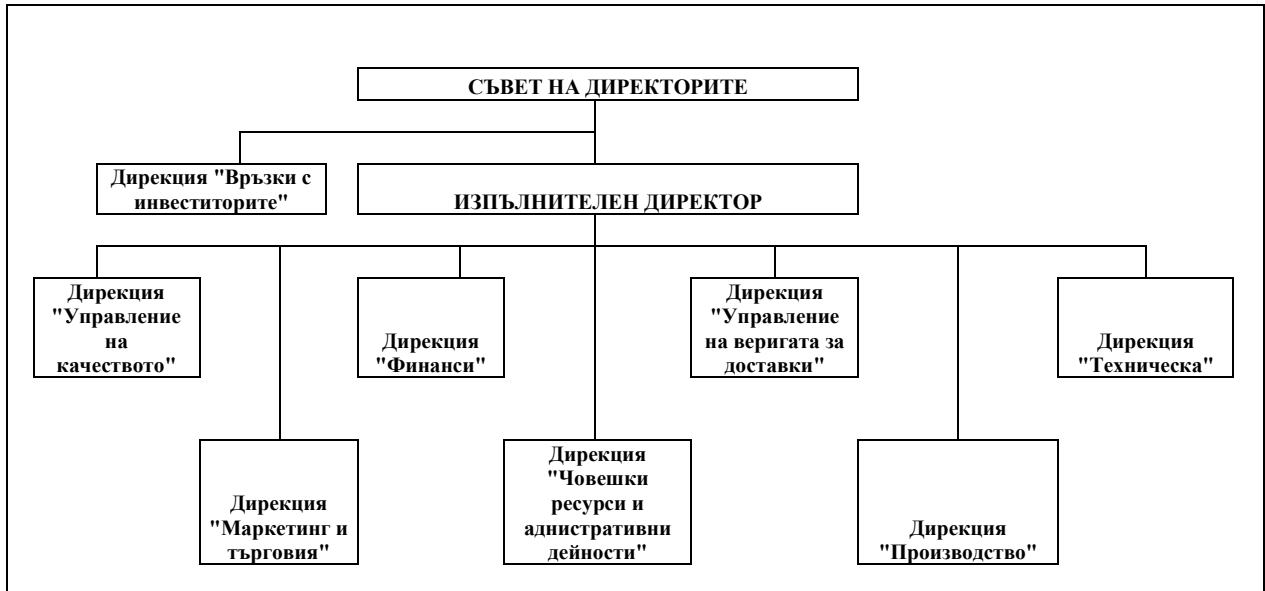 СЪВЕТ НА ДИРЕКТОРИТЕ
Дирекция "Връзки с
инвеститорите"
ИЗПЪЛНИТЕЛЕН ДИРЕКТОР
Дирекция
"Управление
на
качеството"
Дирекция
"Финанси"
Дирекция
"Управление
на веригата за
доставки"
Дирекция
"Техническа"
Дирекция
"Маркетинг и
търговия"
Дирекция
"Човешки
ресурси и
аднистративни
дейности"
Дирекция
"Производство"